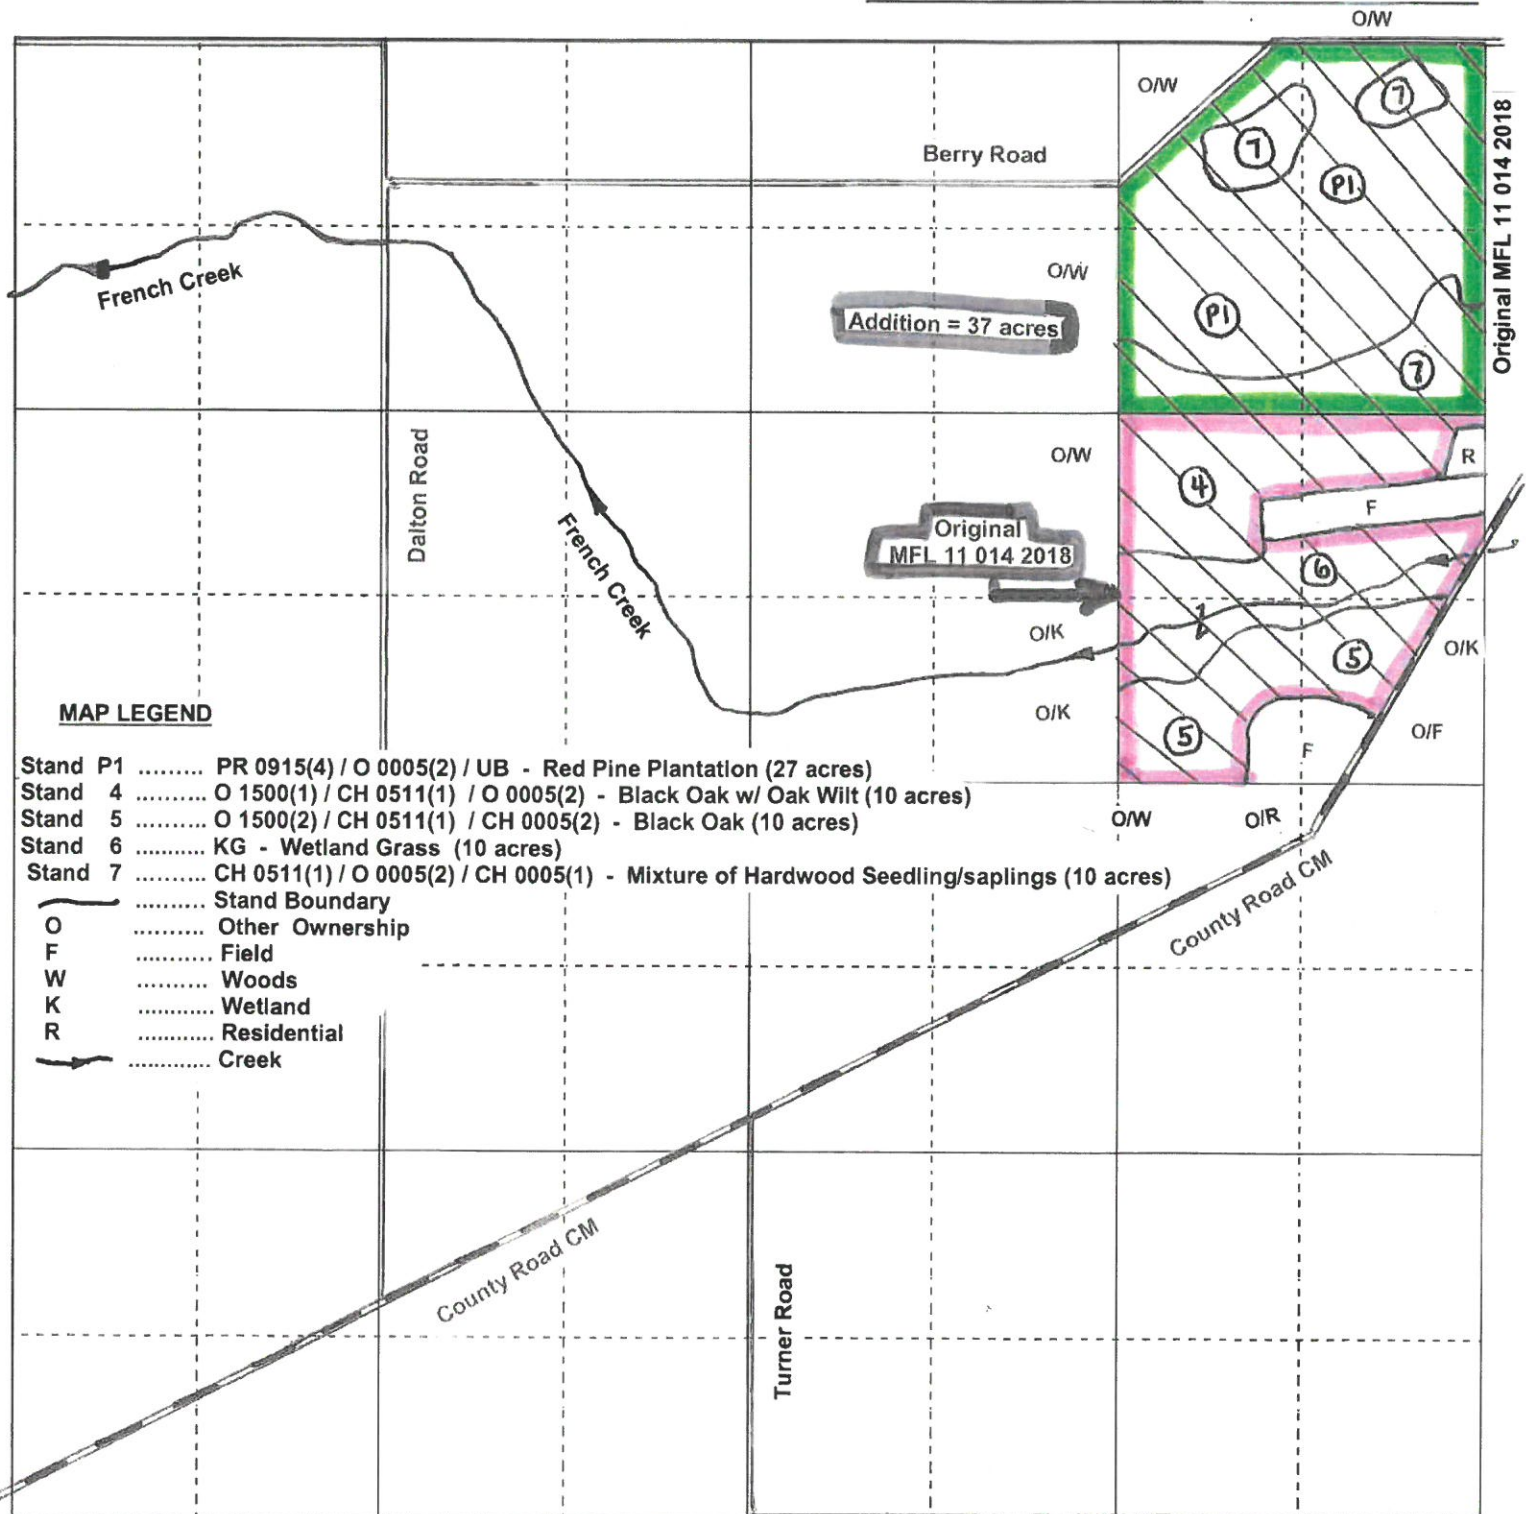 O/W
O/W
7
7
Berry Road
P1
Original MFL 11 014 2018
French Creek
O/W
Addition = 37 acres
P1
7
Dalton Road
O/W
4
R
F
French Creek
Original
MFL 11 014 2018
6
O/K
5
O/K
O/K
5
F
O/F
MAP LEGEND
Stand P1 ......... PR 0915(4) / O 0005(2) / UB - Red Pine Plantation (27 acres)
Stand 4 .......... O 1500(1) / CH 0511(1) / O 0005(2) - Black Oak w/ Oak Wilt (10 acres)
Stand 5 .......... O 1500(2) / CH 0511(1) / CH 0005(2) - Black Oak (10 acres)
Stand 6 .......... KG - Wetland Grass (10 acres)
Stand 7 .......... CH 0511(1) / O 0005(2) / CH 0005(1) - Mixture of Hardwood Seedling/saplings (10 acres)
.......... Stand Boundary
O .......... Other Ownership
F ........... Field
W .......... Woods
K ........... Wetland
R ........... Residential
............ Creek
O/W
O/R
County Road CM
County Road CM
Turner Road